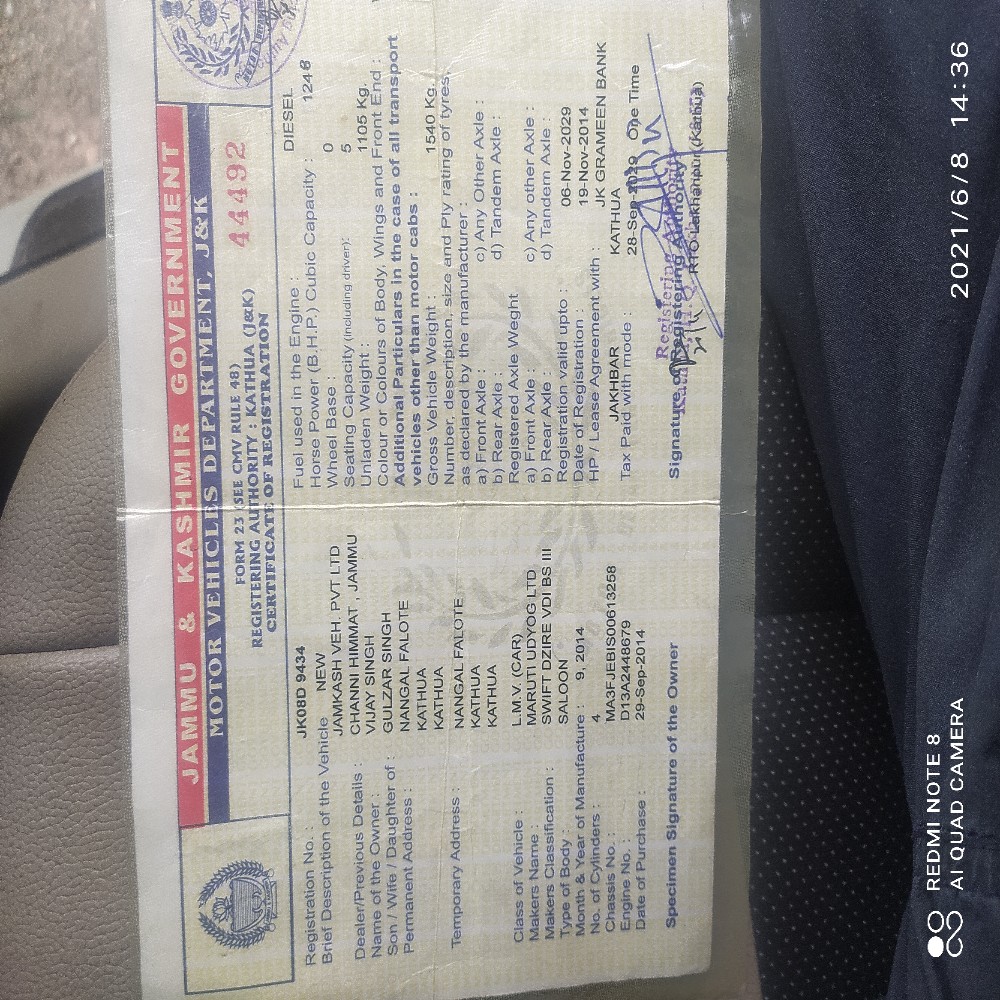 JAMMU & KASHMIR GOVERNMENT
MOTOR VEHICLES DEPARTMENT, J&K
FORM 23 (SEE CMV RULE 48)
REGISTERING AUTHORITY : KATHUA (J&K)
CERTIFICATE OF REGISTRATION
44492
Registration No. : JK08D 9434
Brief Description of the Vehicle NEW
JAMKASH VEH. PVT LTD
Dealer/Previous Details : CHANNI HIMMAT , JAMMU
Name of the Owner : VIJAY SINGH
Son / Wife / Daughter of : GULZAR SINGH
Permanent Address : NANGAL FALOTE
KATHUA
KATHUA
Temporary Address : NANGAL FALOTE
KATHUA
KATHUA
Class of Vehicle : L.M.V. (CAR)
Makers Name : MARUTI UDYOG LTD
Makers Classification : SWIFT DZIRE VDI BS III
Type of Body : SALOON
Month & Year of Manufacture : 9, 2014
No. of Cylinders : 4
Chassis No. : MA3FJEBIS00613258
Engine No. : D13A2448679
Date of Purchase : 29-Sep-2014
Specimen Signature of the Owner
Fuel used in the Engine : DIESEL
Horse Power (B.H.P.) Cubic Capacity : 1248
Wheel Base : 0
Seating Capacity (Including driver): 5
Unladen Weight : 1105 Kg.
Colour or Colours of Body, Wings and Front End :
Additional Particulars in the case of all transport
vehicles other than motor cabs :
Gross Vehicle Weight : 1540 Kg.
Number, description, size and Ply rating of tyres,
as declared by the manufacturer :
a) Front Axle : c) Any Other Axle :
b) Rear Axle : d) Tandem Axle :
Registered Axle Weght
a) Front Axle : c) Any other Axle :
b) Rear Axle : d) Tandem Axle :
Registration valid upto : 06-Nov-2029
Date of Registration : 19-Nov-2014
HP / Lease Agreement with : JK GRAMEEN BANK
JAKHBAR KATHUA
Tax Paid with mode : 28-Sep-2029 One Time
Registering Authority
Signature of Registering Authority
RTO Lakhanpur (Kathua)
REDMI NOTE 8
AI QUAD CAMERA
2021/6/8 14:36